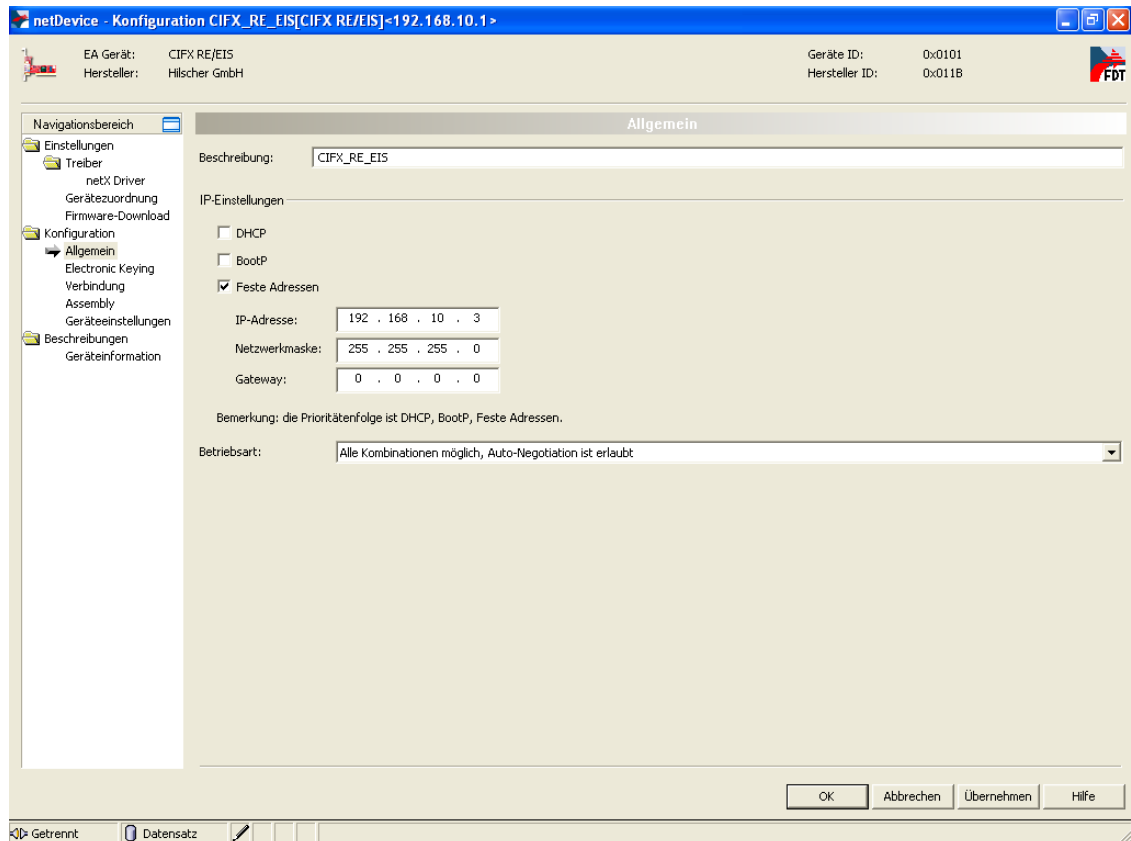 netDevice - Konfiguration CIFX_RE_EIS[CIFX RE/EIS]<192.168.10.1>
EA Gerät: CIFX RE/EIS
Hersteller: Hilscher GmbH
Geräte ID: 0x0101
Hersteller ID: 0x011B
FDT
Navigationsbereich
Einstellungen
Treiber
netX Driver
Gerätezuordnung
Firmware-Download
Konfiguration
Allgemein
Electronic Keying
Verbindung
Assembly
Geräteeinstellungen
Beschreibungen
Geräteinformation
Allgemein
Beschreibung: CIFX_RE_EIS
IP-Einstellungen
DHCP
BootP
Feste Adressen
IP-Adresse: 192 . 168 . 10 . 3
Netzwerkmaske: 255 . 255 . 255 . 0
Gateway: 0 . 0 . 0 . 0
Bemerkung: die Prioritätenfolge ist DHCP, BootP, Feste Adressen.
Betriebsart: Alle Kombinationen möglich, Auto-Negotiation ist erlaubt
OK Abbrechen Übernehmen Hilfe
Getrennt Datensatz